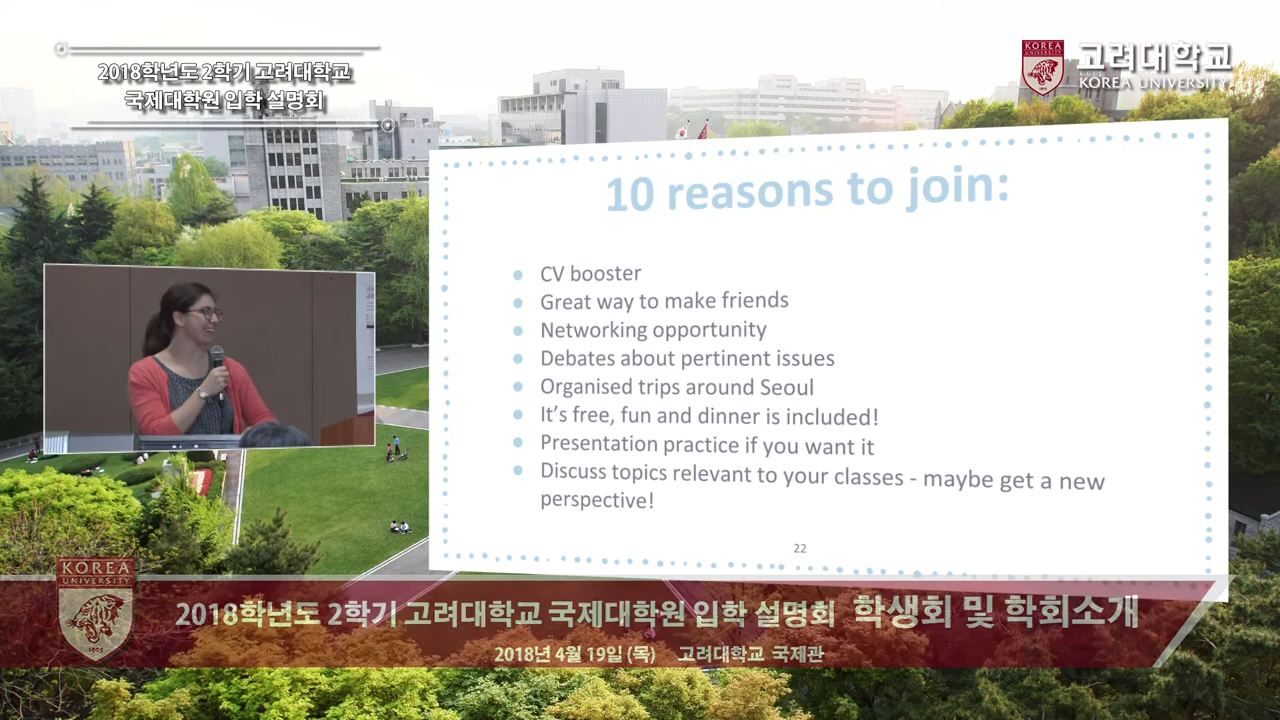 2018학년도 2학기 고려대학교
국제대학원 입학 설명회
KOREA
UNIVERSITY
1905
고려대학교
KOREA UNIVERSITY
10 reasons to join:
CV booster
Great way to make friends
Networking opportunity
Debates about pertinent issues
Organised trips around Seoul
It's free, fun and dinner is included!
Presentation practice if you want it
Discuss topics relevant to your classes - maybe get a new
perspective!
22
KOREA
UNIVERSITY
1905
2018학년도 2학기 고려대학교 국제대학원 입학 설명회 학생회 및 학회소개
2018년 4월 19일 (목) 고려대학교 국제관